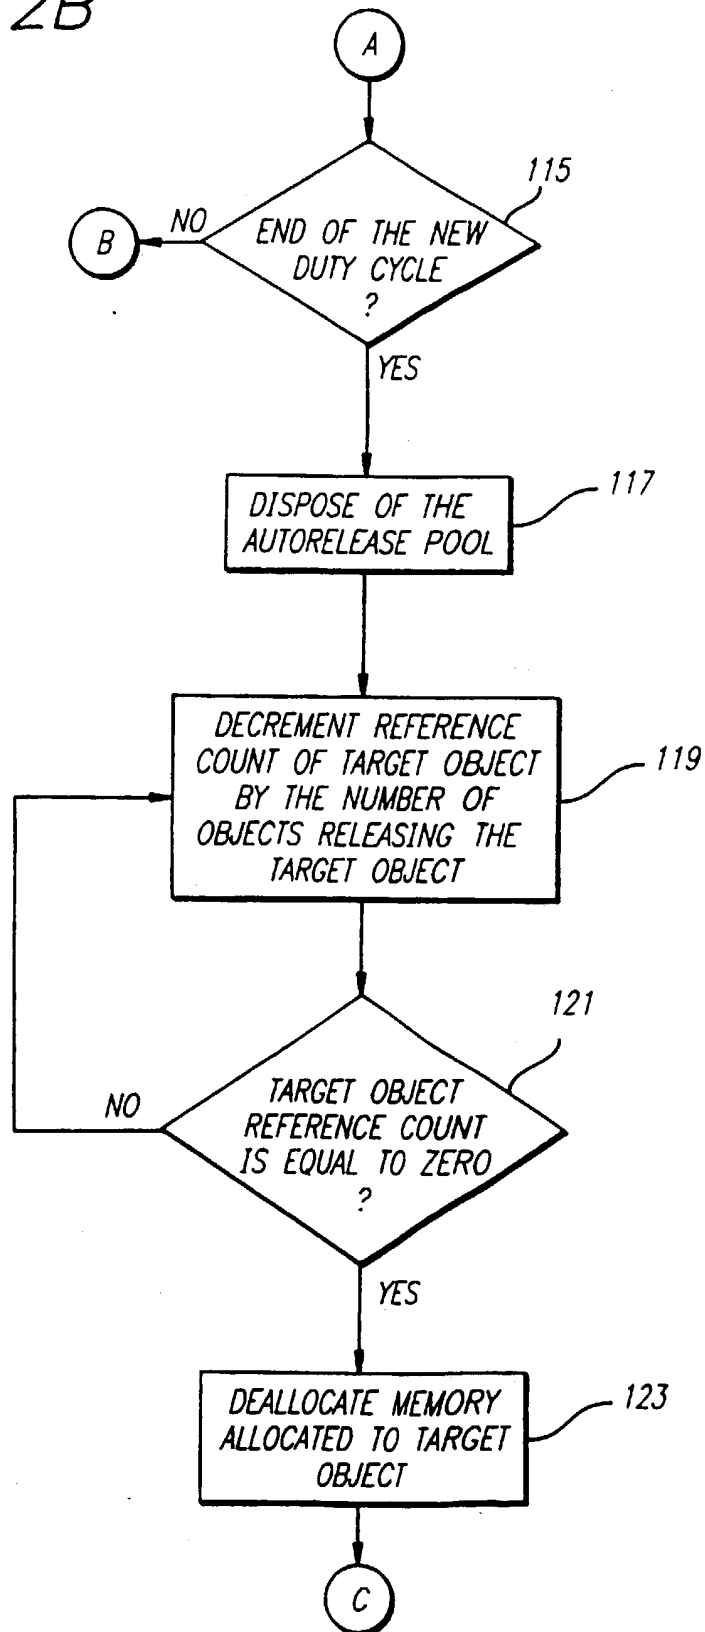 2B
A
115
END OF THE NEW
DUTY CYCLE
?
NO
B
YES
117
DISPOSE OF THE
AUTORELEASE POOL
DECREMENT REFERENCE
COUNT OF TARGET OBJECT
BY THE NUMBER OF
OBJECTS RELEASING THE
TARGET OBJECT
119
121
TARGET OBJECT
REFERENCE COUNT
IS EQUAL TO ZERO
?
NO
YES
DEALLOCATE MEMORY
ALLOCATED TO TARGET
OBJECT
123
C